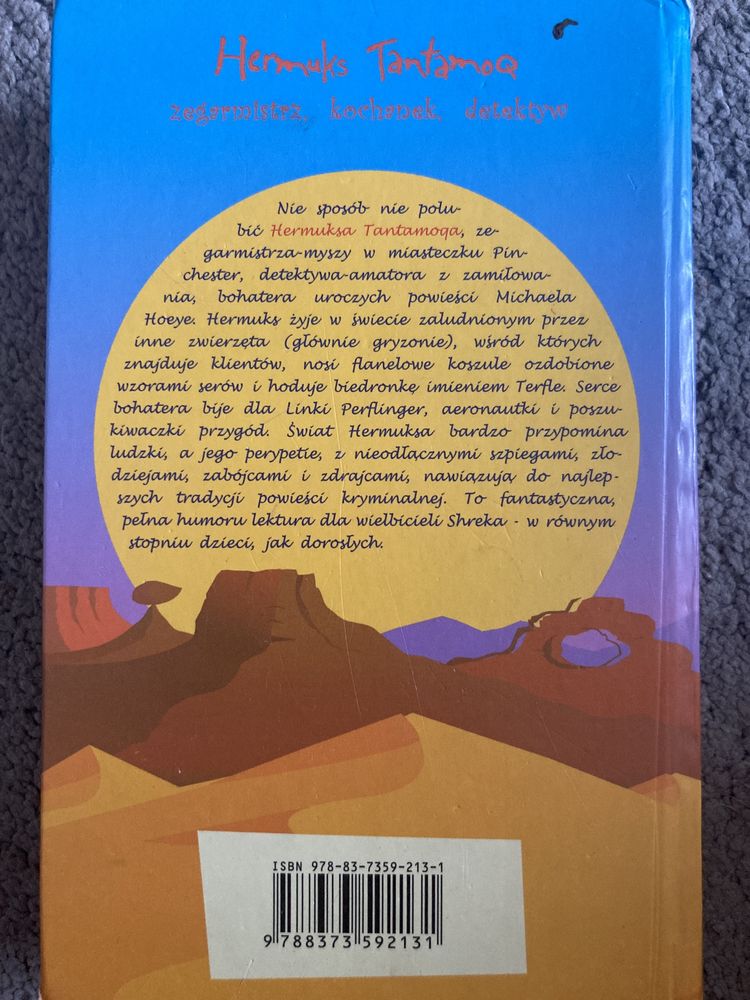 Hermuks Tantamoq
zegarmistrz, kochanek, detektyw
Nie sposób nie polu-
bić Hermuksa Tantamoqa, ze-
garmistrza-myszy w miasteczku Pin-
chester, detektywa-amatora z zamiłowa-
nia, bohatera uroczych powieści Michaela
Hoeye. Hermuks żyje w świecie zaludnionym przez
inne zwierzęta (głównie gryzonie), wśród których
znajduje klientów, nosi flanelowe koszule ozdobione
wzorami serów i hoduje biedronkę imieniem Terfle. Serce
bohatera bije dla Linki Perflinger, aeronautki i poszu-
kiwaczki przygód. Świat Hermuksa bardzo przypomina
ludzki, a jego perypetie, z nieodłącznymi szpiegami, zło-
dziejami, zabójcami i zdrajcami, nawiązują do najlep-
szych tradycji powieści kryminalnej. To fantastyczna,
pełna humoru lektura dla wielbicieli Shreka - w równym
stopniu dzieci, jak dorosłych.
ISBN 978-83-7359-213-1
9 788373 592131